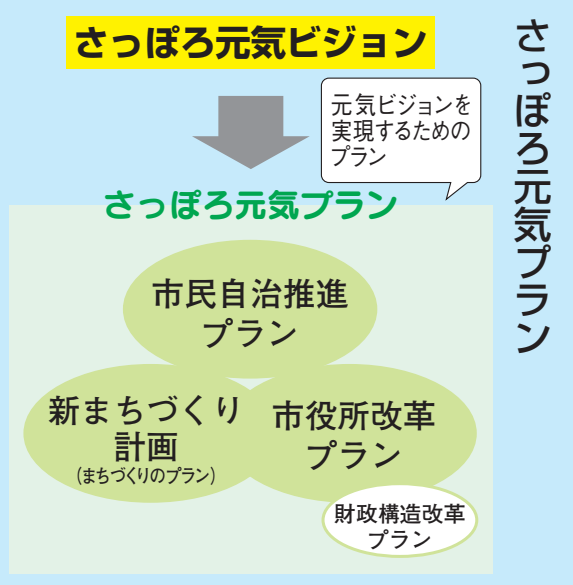 さっぽろ元気ビジョン
元気ビジョンを
実現するための
プラン
さっぽろ元気プラン
市民自治推進
プラン
新まちづくり
計画
(まちづくりのプラン)
市役所改革
プラン
財政構造改革
プラン
さっぽろ元気プラン